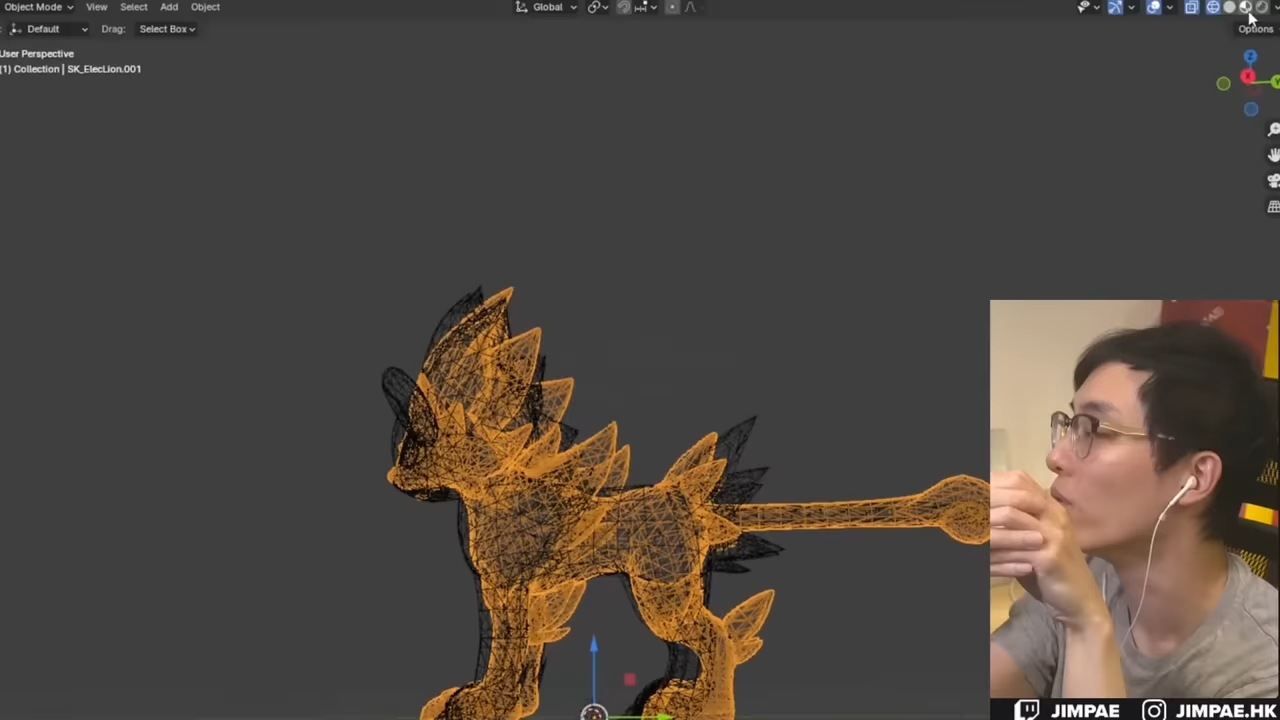 Object Mode View Select Add Object Global
Default Drag: Select Box Options
User Perspective
(1) Collection | SK_ElecLion.001
Z
X
Y
JIMPAE JIMPAE.HK